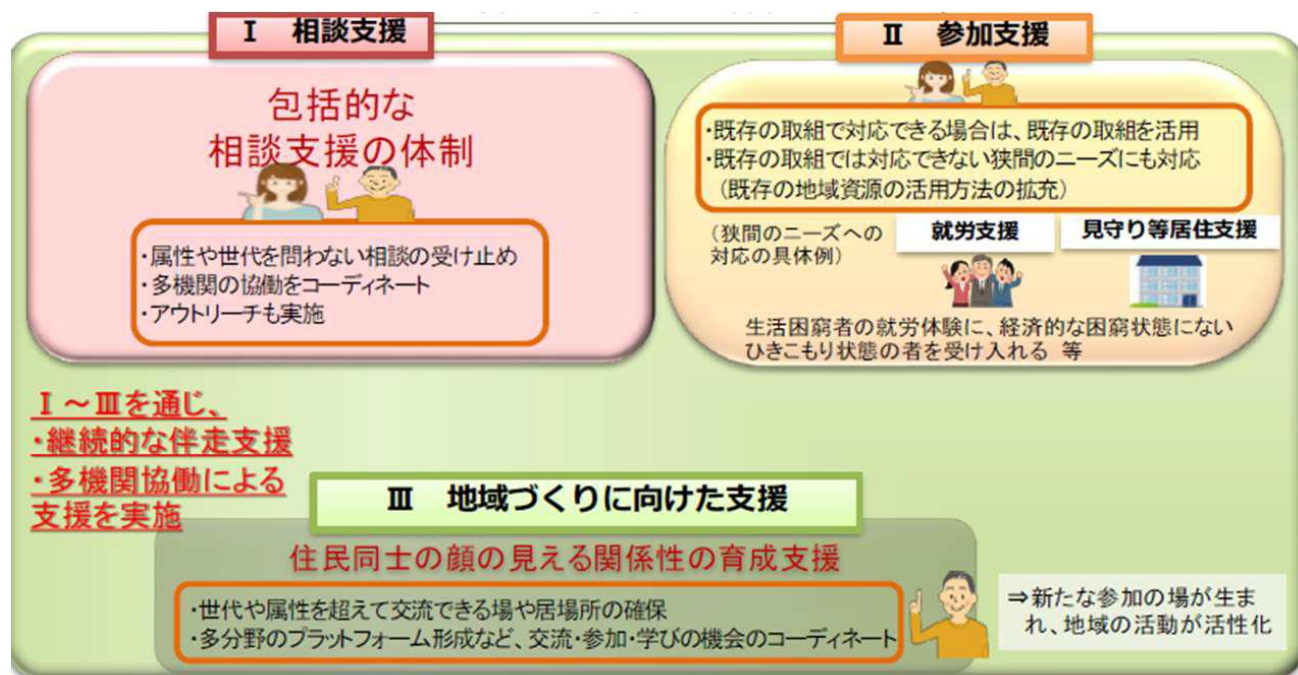 Ⅰ 相談支援
包括的な
相談支援の体制
・属性や世代を問わない相談の受け止め
・多機関の協働をコーディネート
・アウトリーチも実施
Ⅱ 参加支援
・既存の取組で対応できる場合は、既存の取組を活用
・既存の取組では対応できない狭間のニーズにも対応
（既存の地域資源の活用方法の拡充）
（狭間のニーズへの
対応の具体例）
就労支援
見守り等居住支援
生活困窮者の就労体験に、経済的な困窮状態にない
ひきこもり状態の者を受け入れる 等
Ⅰ～Ⅲを通じ、
・継続的な伴走支援
・多機関協働による
支援を実施
Ⅲ 地域づくりに向けた支援
住民同士の顔の見える関係性の育成支援
・世代や属性を超えて交流できる場や居場所の確保
・多分野のプラットフォーム形成など、交流・参加・学びの機会のコーディネート
⇒新たな参加の場が生ま
れ、地域の活動が活性化